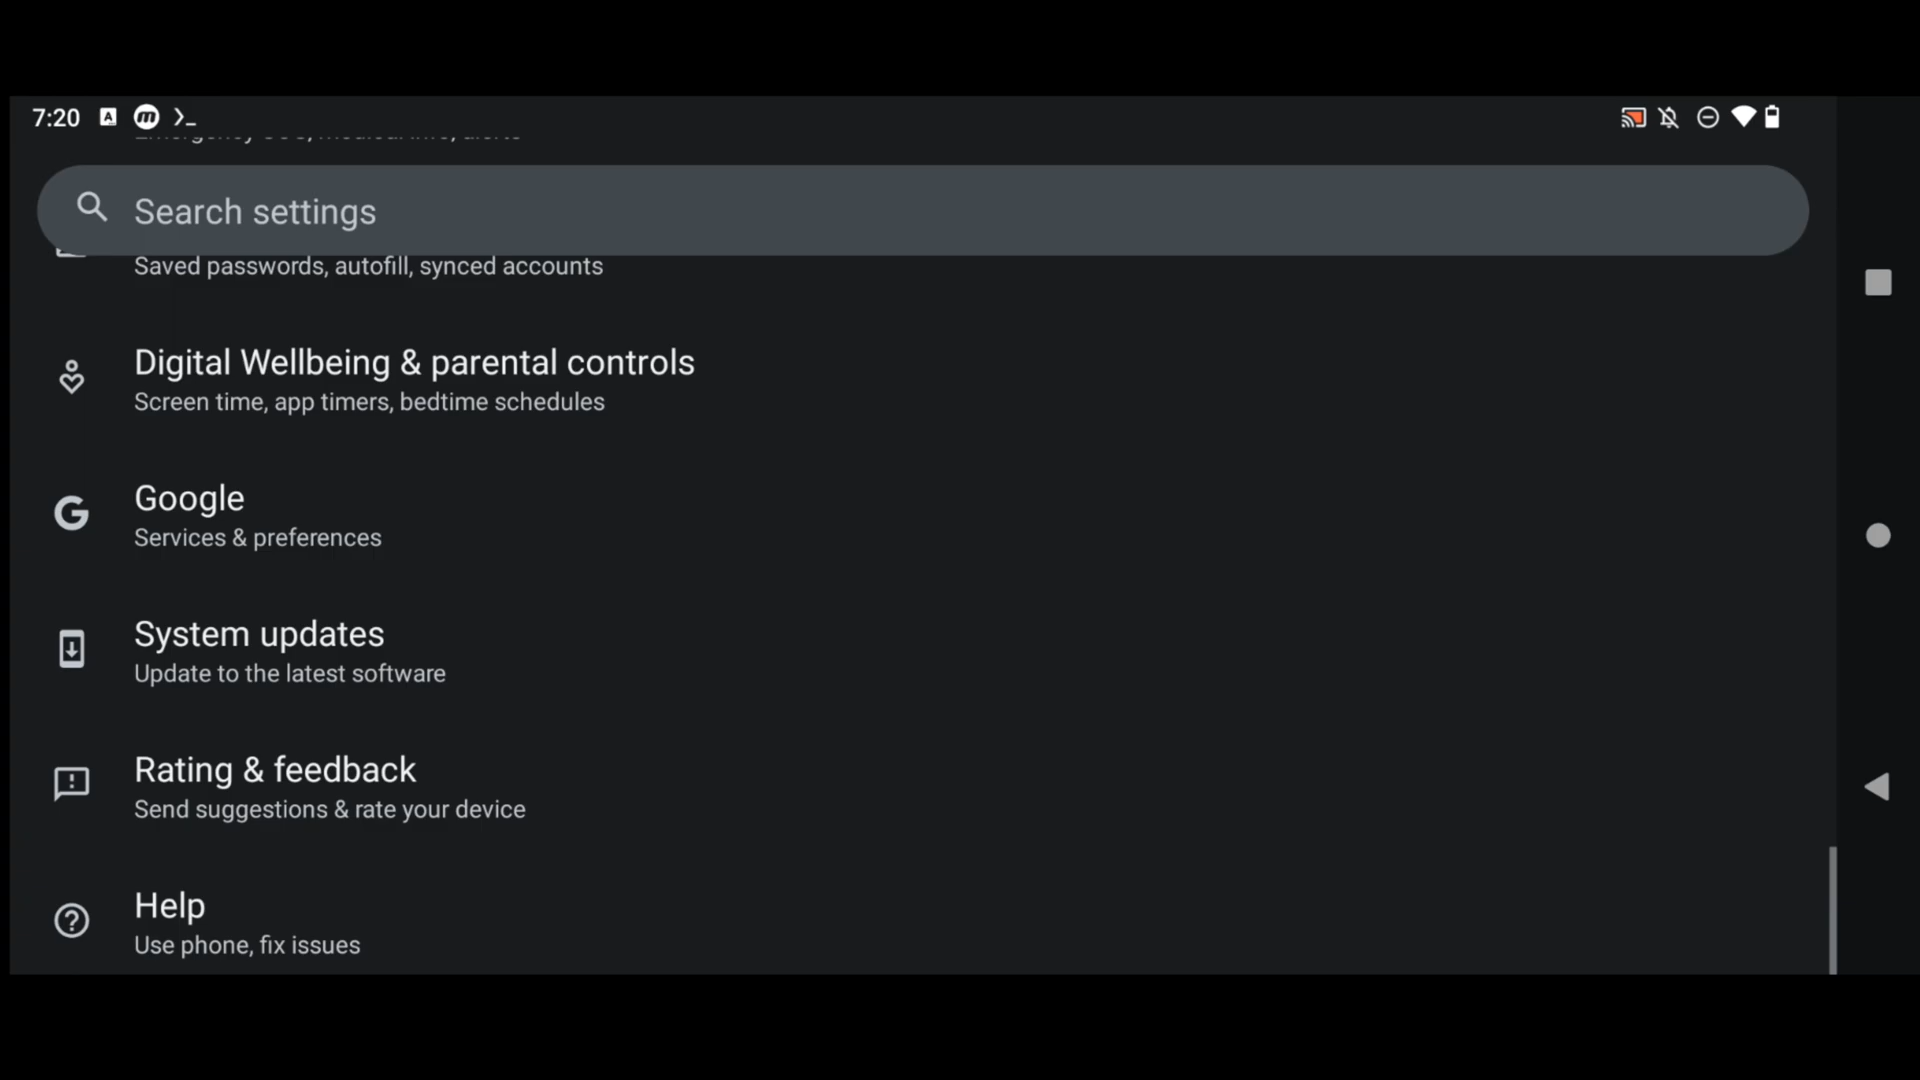 7:20
Search settings
Saved passwords, autofill, synced accounts
Digital Wellbeing & parental controls
Screen time, app timers, bedtime schedules
Google
Services & preferences
System updates
Update to the latest software
Rating & feedback
Send suggestions & rate your device
Help
Use phone, fix issues